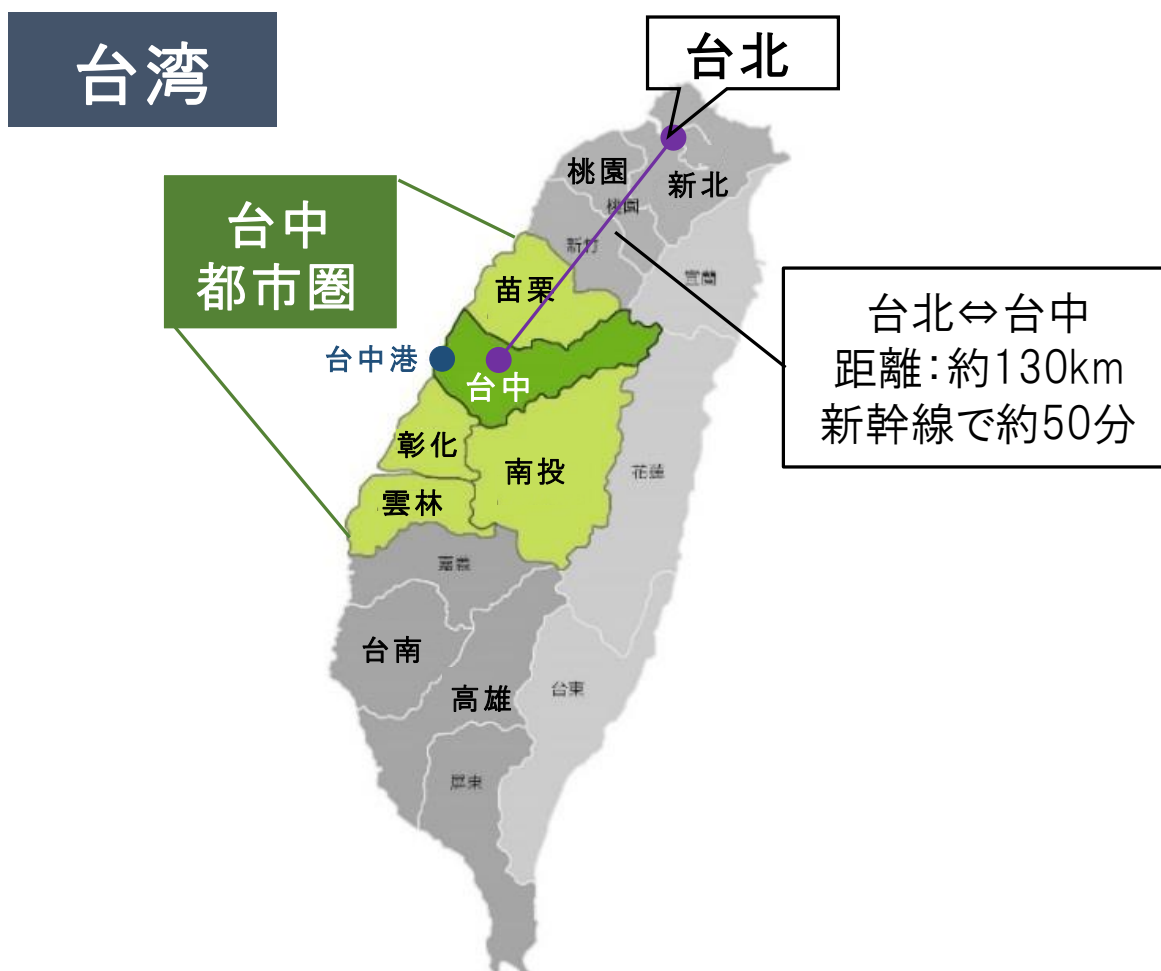 台湾
台北
桃園
新北
桃園
新竹
宜蘭
台中
都市圏
苗栗
台中港
台中
台北⇔台中
距離：約130km
新幹線で約50分
彰化
南投
花蓮
雲林
嘉義
台南
高雄
台東
屏東